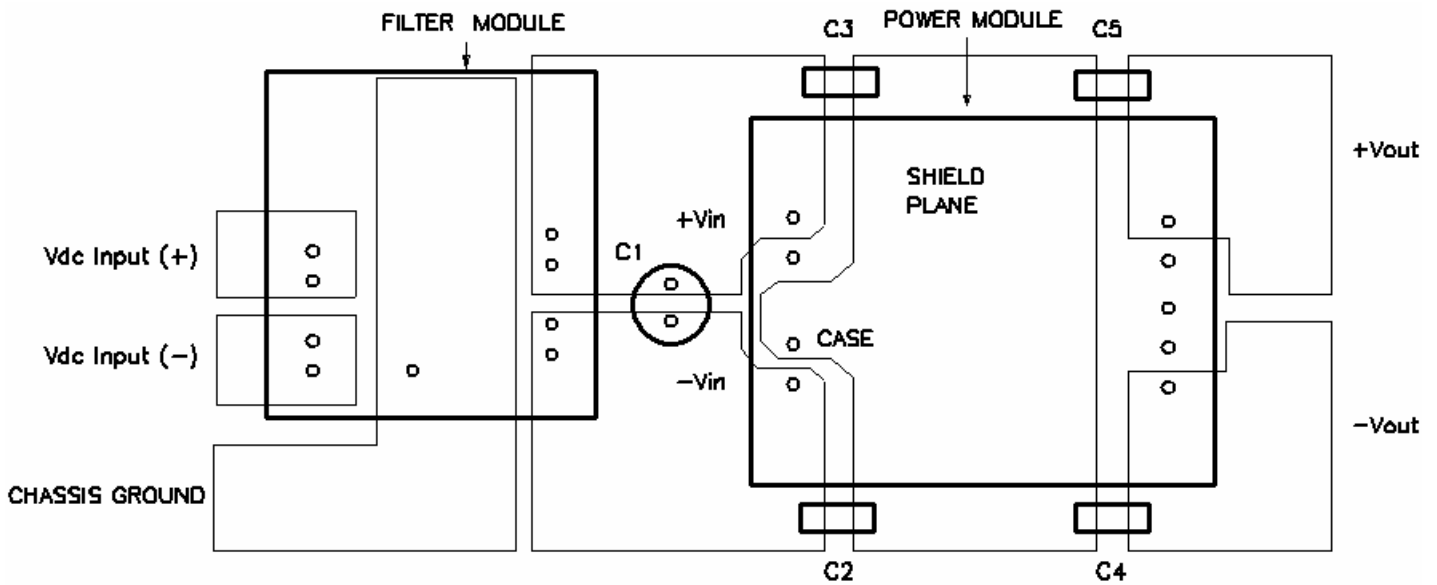 FILTER MODULE
C3
POWER MODULE
C5
+Vout
SHIELD
PLANE
+Vin
Vdc Input (+)
C1
CASE
Vdc Input (-)
-Vin
-Vout
CHASSIS GROUND
C2
C4